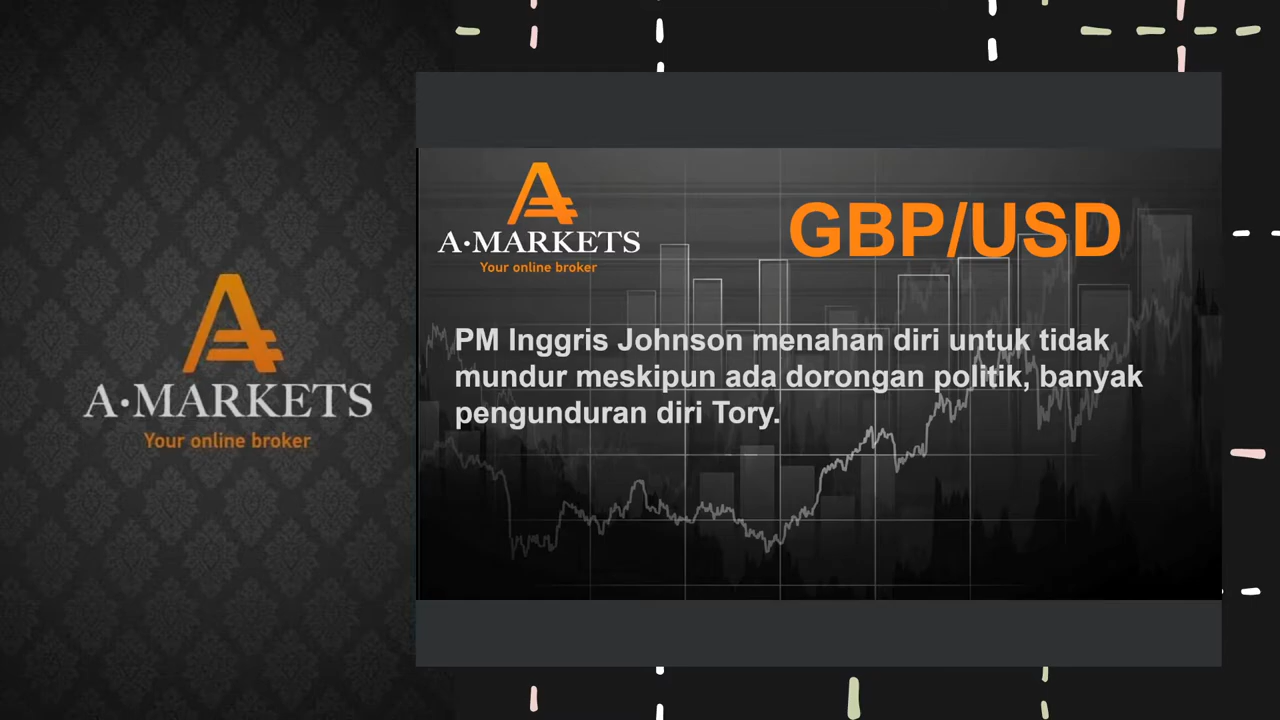 A·MARKETS
Your online broker
A·MARKETS
Your online broker
GBP/USD
PM Inggris Johnson menahan diri untuk tidak
mundur meskipun ada dorongan politik, banyak
pengunduran diri Tory.